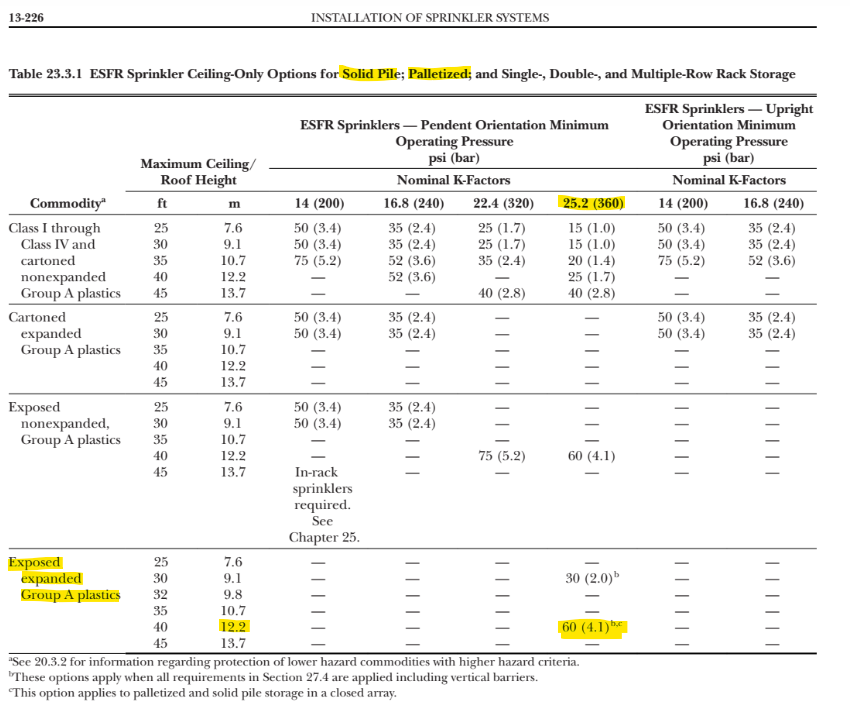 13-226 INSTALLATION OF SPRINKLER SYSTEMS
Table 23.3.1 ESFR Sprinkler Ceiling-Only Options for Solid Pile; Palletized; and Single-, Double-, and Multiple-Row Rack Storage
ESFR Sprinklers — Pendent Orientation Minimum Operating Pressure psi (bar)
ESFR Sprinklers — Upright Orientation Minimum Operating Pressure psi (bar)
Maximum Ceiling/ Roof Height
Nominal K-Factors Nominal K-Factors
Commodityᵃ ft m 14 (200) 16.8 (240) 22.4 (320) 25.2 (360) 14 (200) 16.8 (240)
Class I through 25 7.6 50 (3.4) 35 (2.4) 25 (1.7) 15 (1.0) 50 (3.4) 35 (2.4)
Class IV and 30 9.1 50 (3.4) 35 (2.4) 25 (1.7) 15 (1.0) 50 (3.4) 35 (2.4)
cartoned 35 10.7 75 (5.2) 52 (3.6) 35 (2.4) 20 (1.4) 75 (5.2) 52 (3.6)
nonexpanded 40 12.2 — 52 (3.6) — 25 (1.7) — —
Group A plastics 45 13.7 — — 40 (2.8) 40 (2.8) — —
Cartoned 25 7.6 50 (3.4) 35 (2.4) — — 50 (3.4) 35 (2.4)
expanded 30 9.1 50 (3.4) 35 (2.4) — — 50 (3.4) 35 (2.4)
Group A plastics 35 10.7 — — — — — —
40 12.2 — — — — — —
45 13.7 — — — — — —
Exposed 25 7.6 50 (3.4) 35 (2.4) — — — —
nonexpanded, 30 9.1 50 (3.4) 35 (2.4) — — — —
Group A plastics 35 10.7 — — — — — —
40 12.2 — — 75 (5.2) 60 (4.1) — —
45 13.7 In-rack — — — — —
sprinklers
required.
See
Chapter 25.
Exposed 25 7.6 — — — — — —
expanded 30 9.1 — — — 30 (2.0)ᵇ — —
Group A plastics 32 9.8 — — — — — —
35 10.7 — — — — — —
40 12.2 — — — 60 (4.1)ᵇ,ᶜ — —
45 13.7 — — — — — —
ᵃSee 20.3.2 for information regarding protection of lower hazard commodities with higher hazard criteria.
ᵇThese options apply when all requirements in Section 27.4 are applied including vertical barriers.
ᶜThis option applies to palletized and solid pile storage in a closed array.